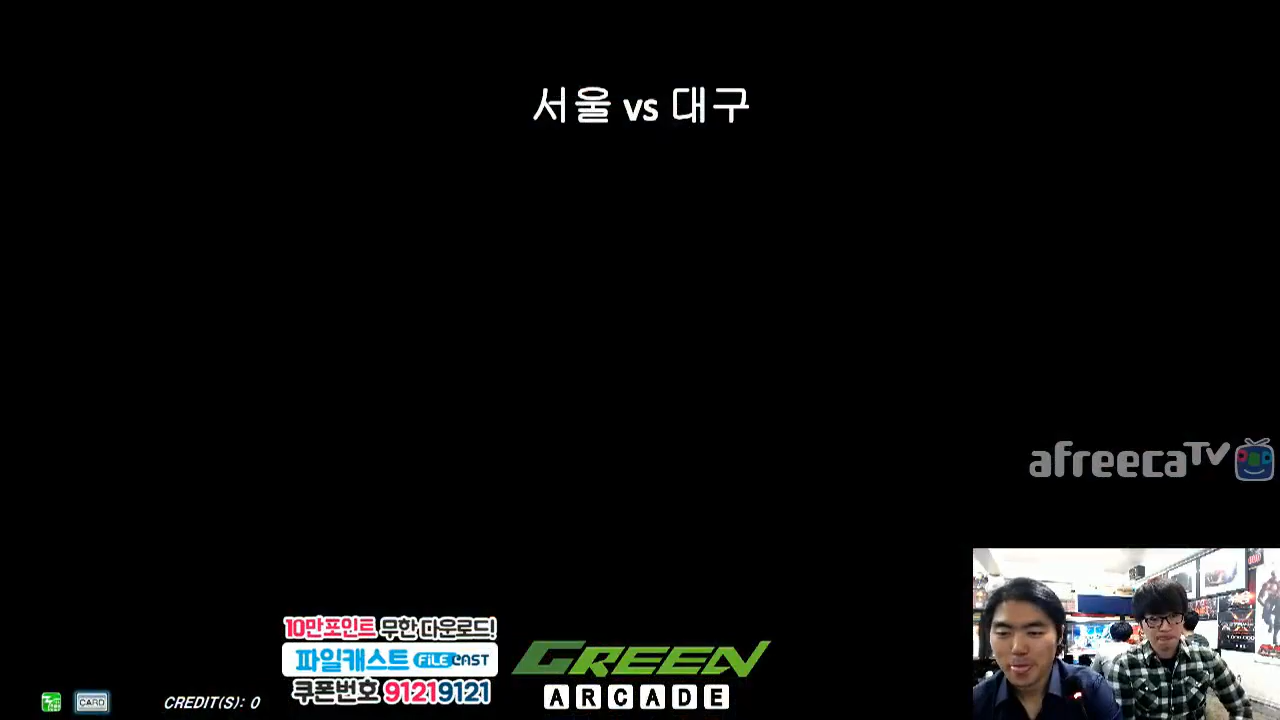 서울 vs 대구
afreecaTV
10만포인트 무한 다운로드!
파일캐스트 FiLECAST
쿠폰번호 91219121
GREEN
ARCADE
CARD
CREDIT(S): 0